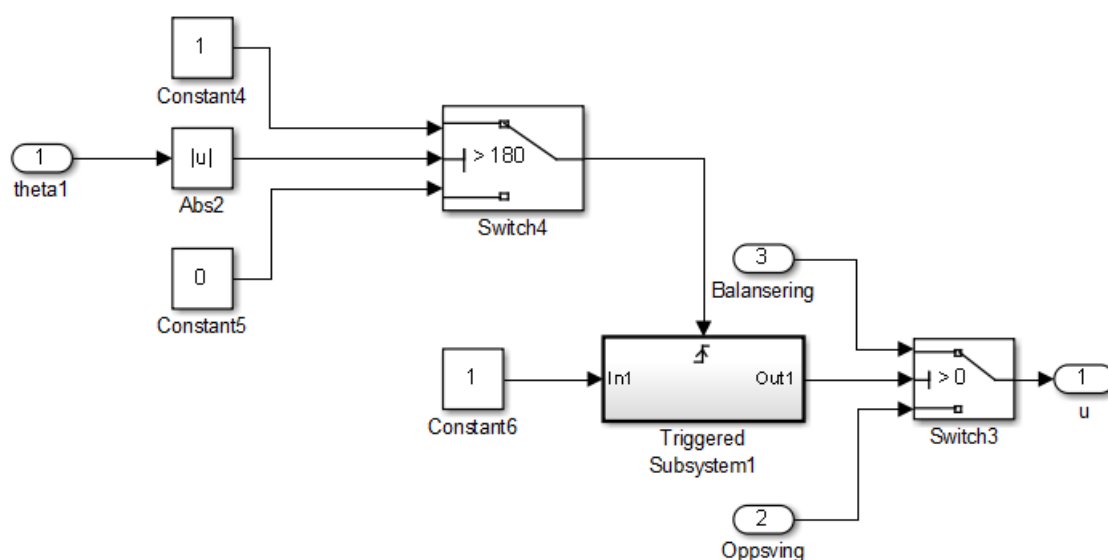 1
Constant4
1
theta1
|u|
Abs2
> 180
Switch4
0
Constant5
3
Balansering
1
Constant6
In1
Out1
Triggered
Subsystem1
> 0
Switch3
1
u
2
Oppsving